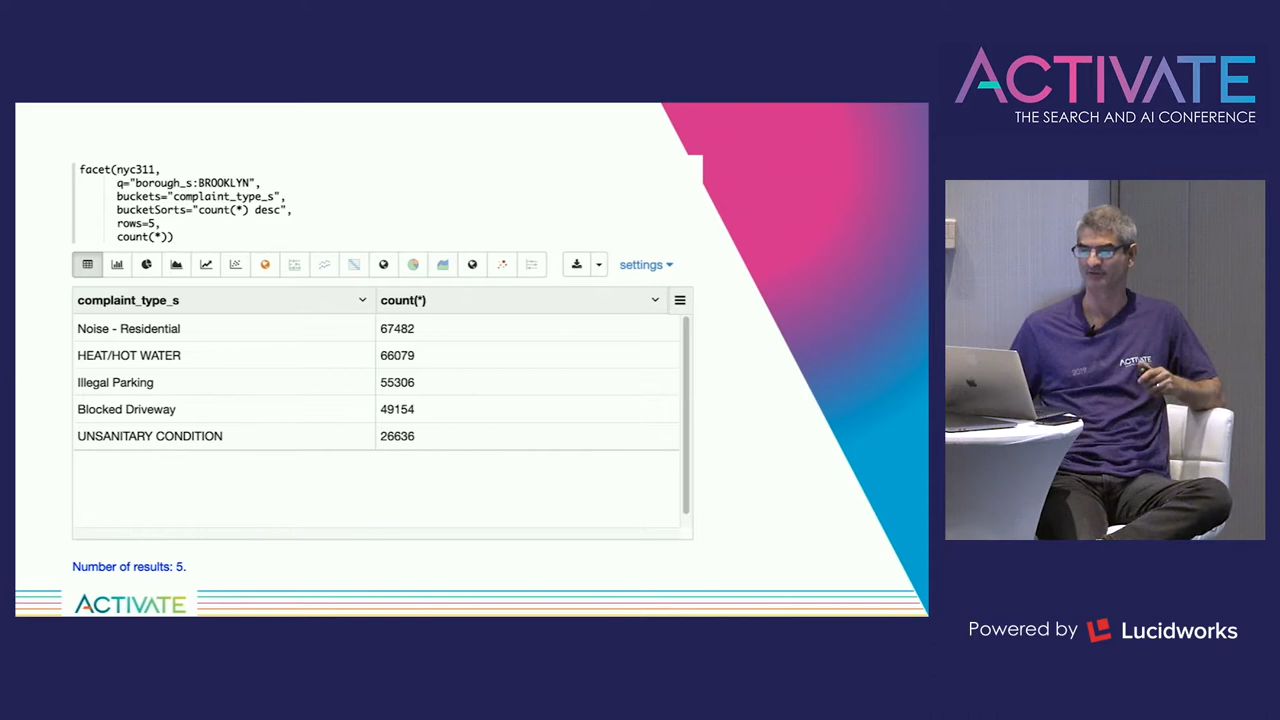 ACTIVATE
THE SEARCH AND AI CONFERENCE
facet(nyc311,
q="borough_s:BROOKLYN",
buckets="complaint_type_s",
bucketSorts="count(*) desc",
rows=5,
count(*))
settings
complaint_type_s count(*)
Noise - Residential 67482
HEAT/HOT WATER 66079
Illegal Parking 55306
Blocked Driveway 49154
UNSANITARY CONDITION 26636
Number of results: 5.
ACTIVATE
ACTIVATE
2019
Powered by Lucidworks